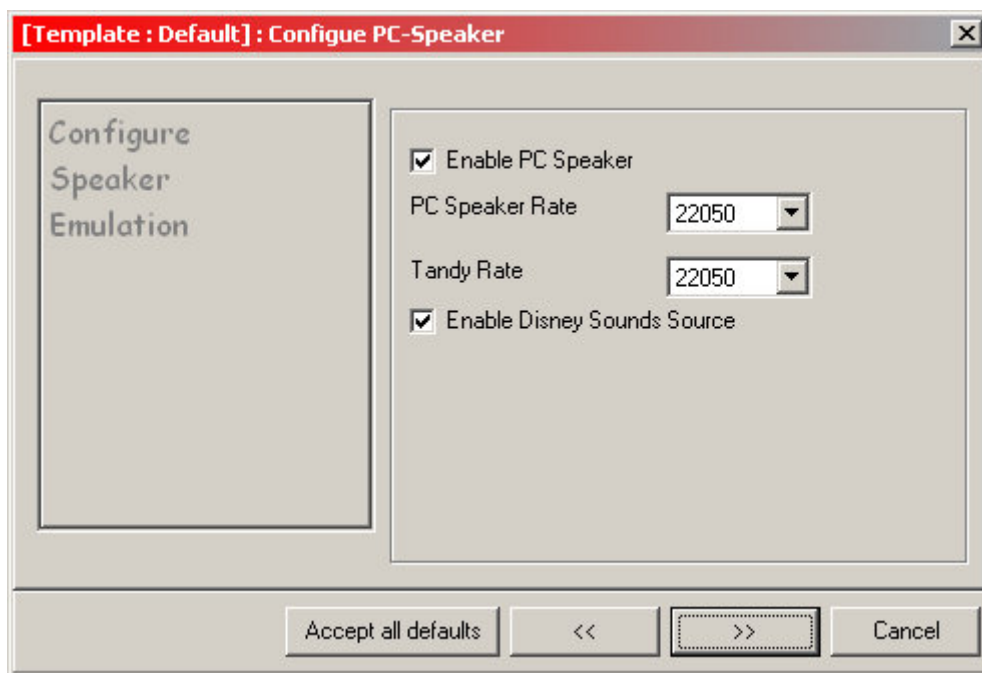 [Template : Default] : Configue PC-Speaker
Configure
Speaker
Emulation
Enable PC Speaker
PC Speaker Rate 22050
Tandy Rate 22050
Enable Disney Sounds Source
Accept all defaults << >> Cancel